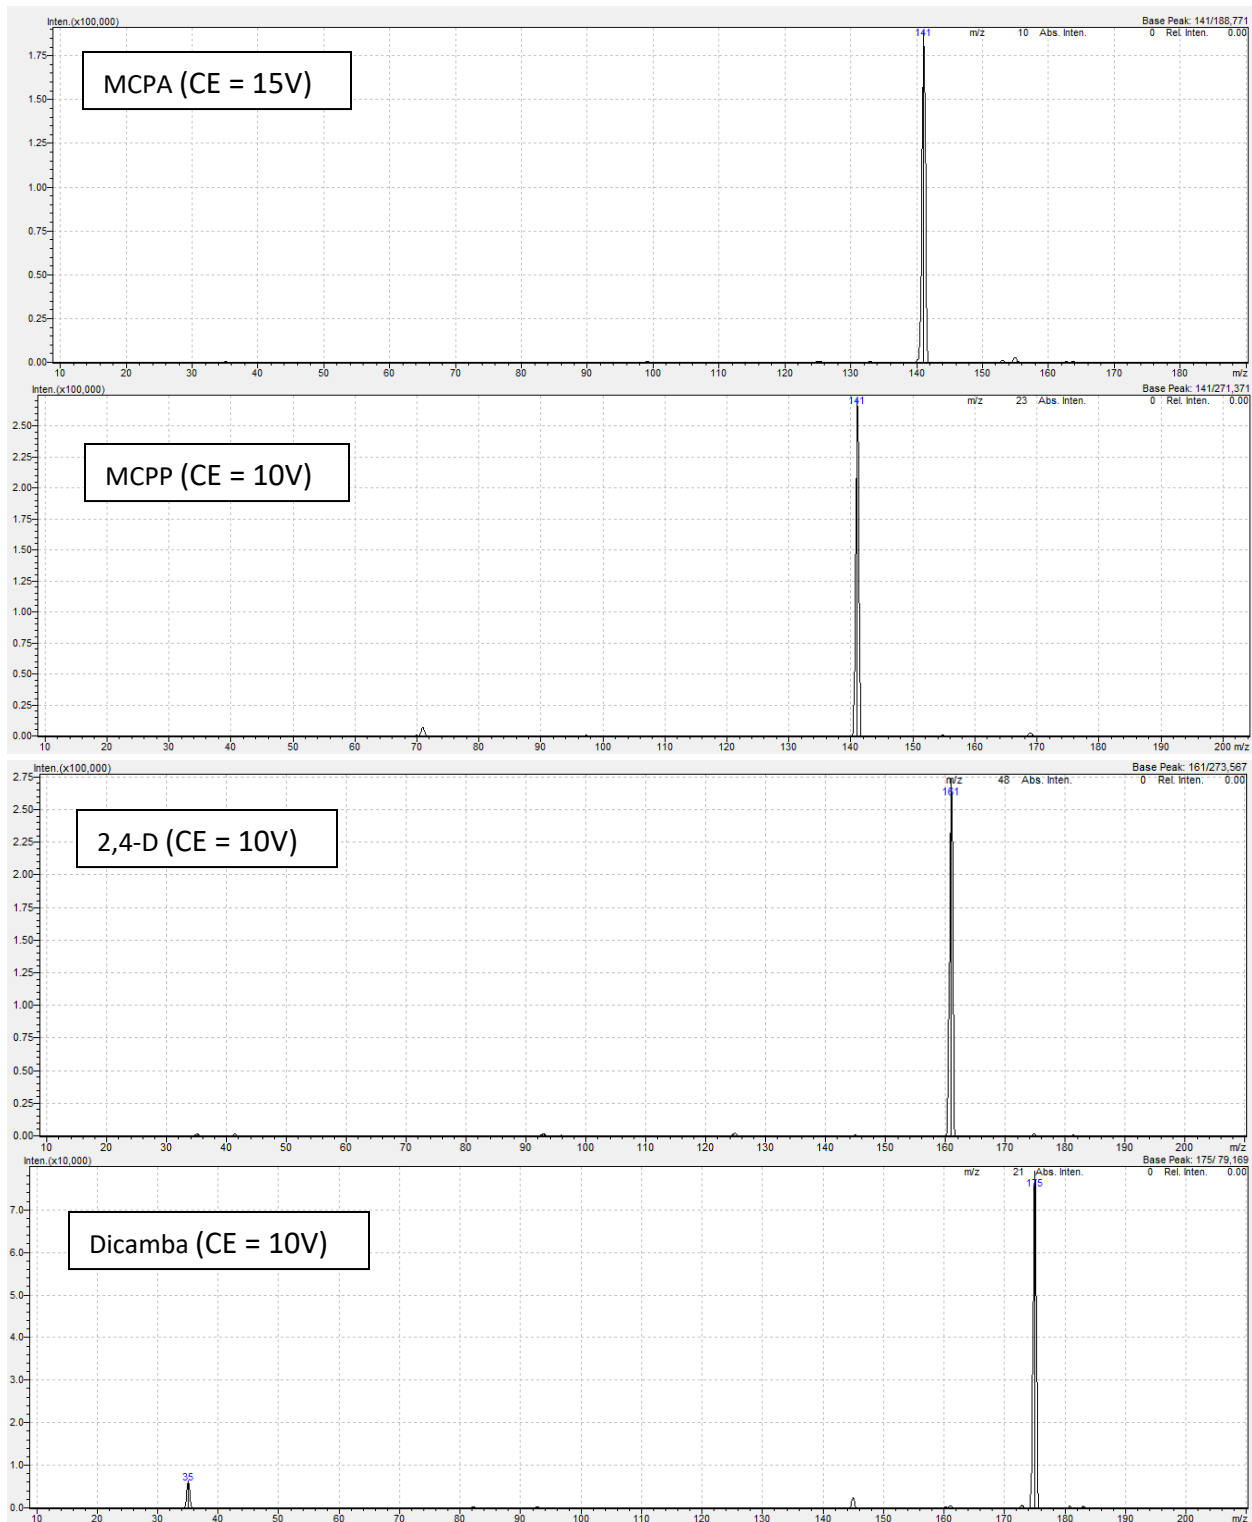 Inten.(x100,000)
Base Peak: 141/188,771
m/z 10 Abs. Inten. 0 Rel. Inten. 0.00
141
MCPA (CE = 15V)
1.75
1.50
1.25
1.00
0.75
0.50
0.25
0.00
10 20 30 40 50 60 70 80 90 100 110 120 130 140 150 160 170 180 m/z
Inten.(x100,000)
Base Peak: 141/271,371
m/z 23 Abs. Inten. 0 Rel. Inten. 0.00
141
MCPP (CE = 10V)
2.50
2.25
2.00
1.75
1.50
1.25
1.00
0.75
0.50
0.25
0.00
10 20 30 40 50 60 70 80 90 100 110 120 130 140 150 160 170 180 190 200 m/z
Inten.(x100,000)
Base Peak: 161/273,567
m/z 48 Abs. Inten. 0 Rel. Inten. 0.00
161
2,4-D (CE = 10V)
2.75
2.50
2.25
2.00
1.75
1.50
1.25
1.00
0.75
0.50
0.25
0.00
10 20 30 40 50 60 70 80 90 100 110 120 130 140 150 160 170 180 190 200 m/z
Inten.(x10,000)
Base Peak: 175/ 79,169
m/z 21 Abs. Inten. 0 Rel. Inten. 0.00
175
Dicamba (CE = 10V)
7.0
6.0
5.0
4.0
3.0
2.0
1.0
35
0.0
10 20 30 40 50 60 70 80 90 100 110 120 130 140 150 160 170 180 190 200 m/z